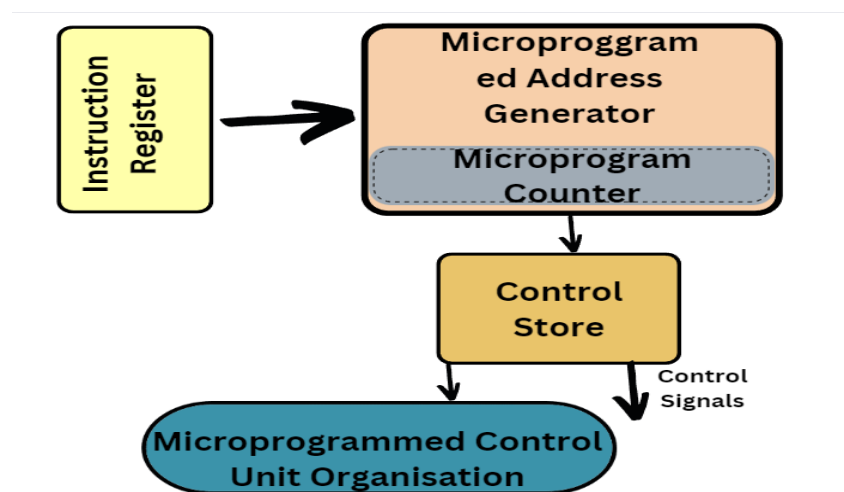 Instruction
Register
Microproggram
ed Address
Generator
Microprogram
Counter
Control
Store
Control
Signals
Microprogrammed Control
Unit Organisation